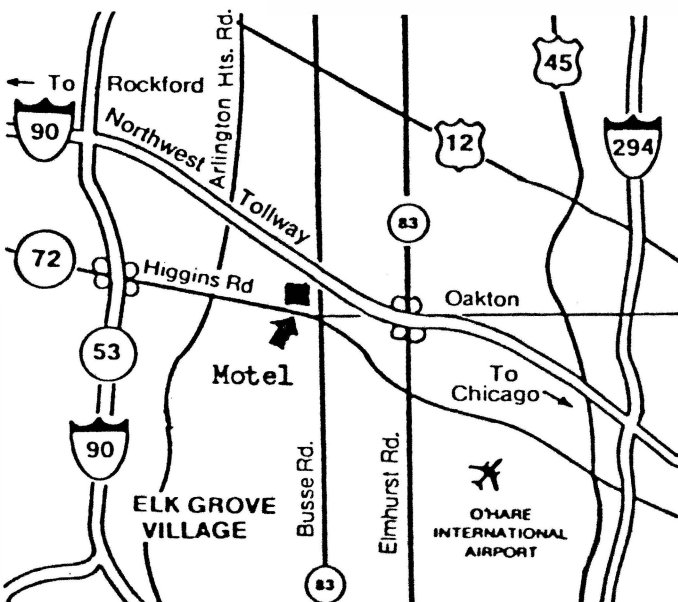 ← To Rockford
90
Northwest Tollway
Arlington Hts. Rd.
45
12
294
83
72
Higgins Rd
Oakton
53
Motel
To
Chicago
90
Busse Rd.
Elmhurst Rd.
ELK GROVE
VILLAGE
O'HARE
INTERNATIONAL
AIRPORT
83